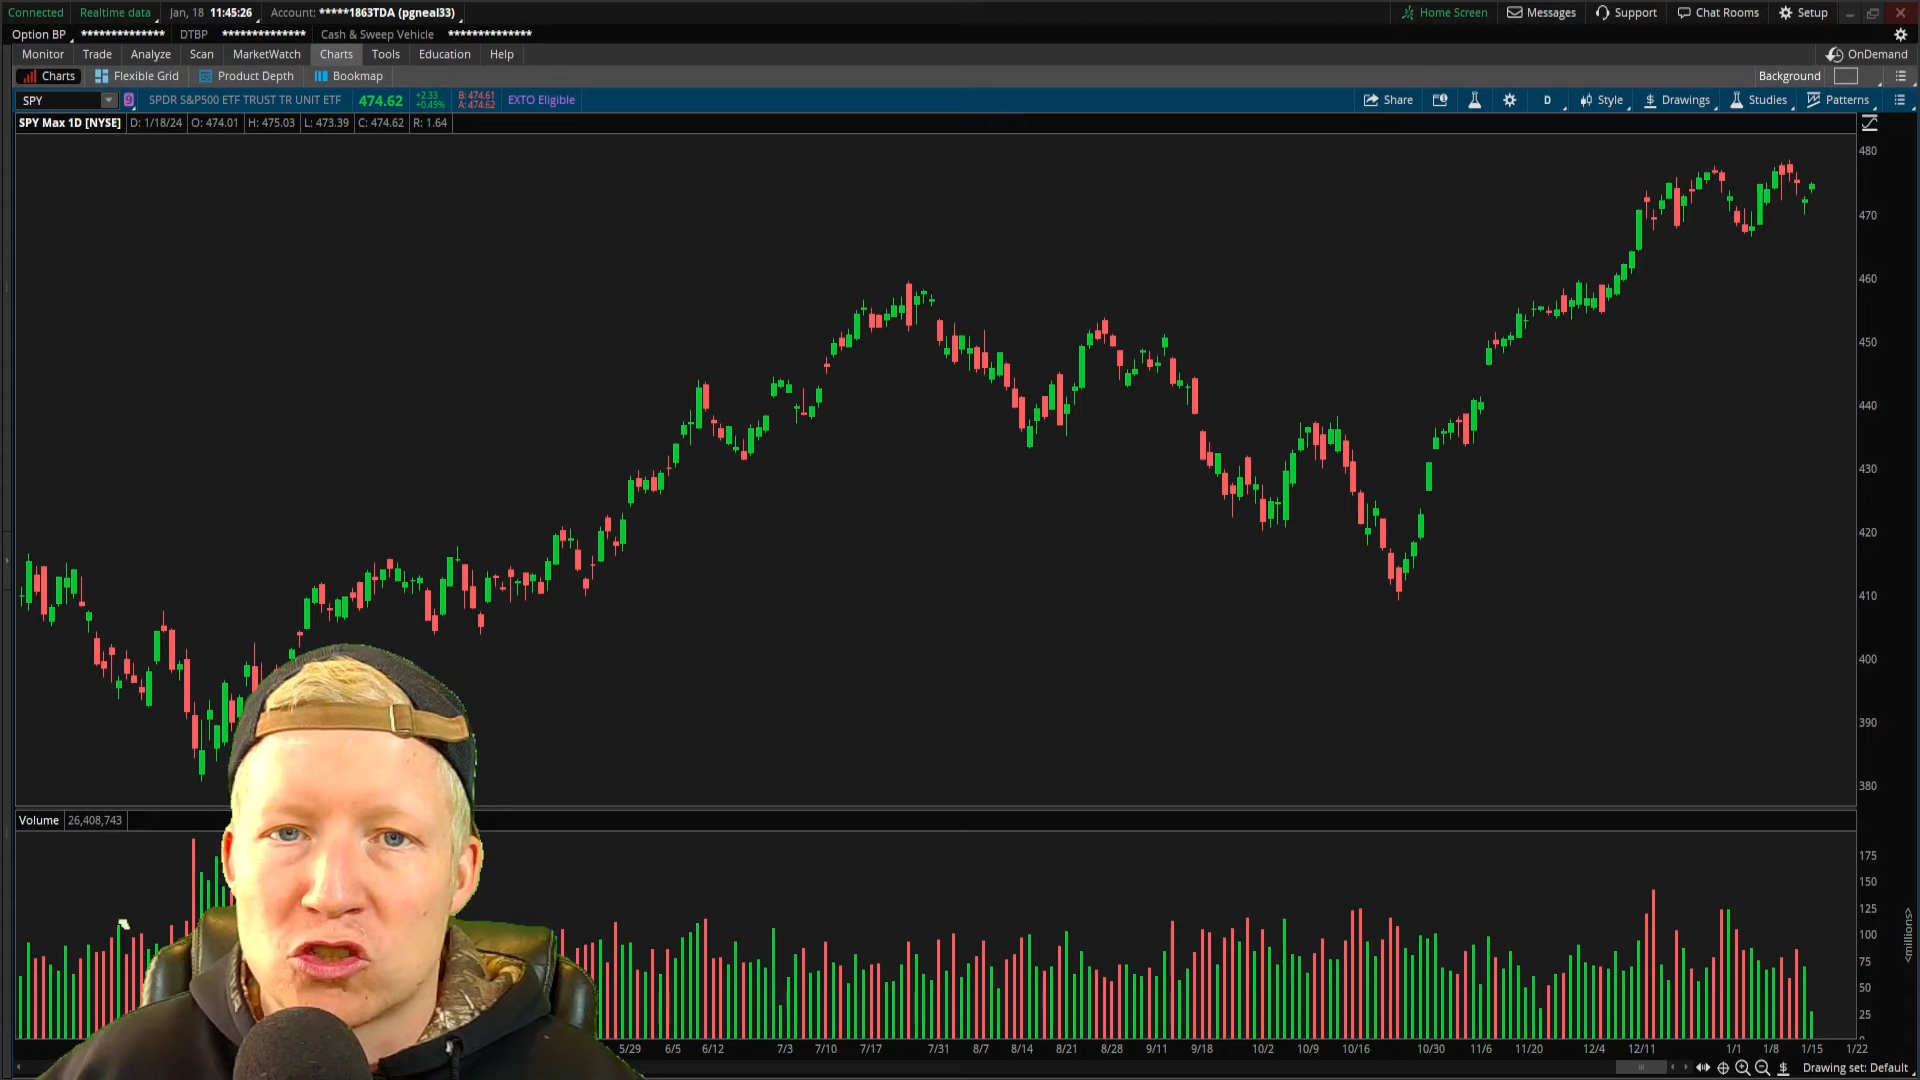 Connected Realtime data Jan, 18 11:45:26 Account: *****1863TDA (pgneal33) Home Screen Messages Support Chat Rooms Setup
Option BP ************** DTBP ************** Cash & Sweep Vehicle **************
Monitor Trade Analyze Scan MarketWatch Charts Tools Education Help OnDemand
Charts Flexible Grid Product Depth Bookmap Background
SPY 9 SPDR S&P500 ETF TRUST TR UNIT ETF 474.62 +2.33 B: 474.61 EXTO Eligible Share D Style Drawings Studies Patterns
+0.49% A: 474.62
SPY Max 1D [NYSE] D: 1/18/24 O: 474.01 H: 475.03 L: 473.39 C: 474.62 R: 1.64
480
470
460
450
440
430
420
410
400
390
380
Volume 26,408,743
175
150
125
100
75
50
25
0
<millions>
5/29 6/5 6/12 7/3 7/10 7/17 7/31 8/7 8/14 8/21 8/28 9/11 9/18 10/2 10/9 10/16 10/30 11/6 11/20 12/4 12/11 1/1 1/8 1/15 1/22
Drawing set: Default